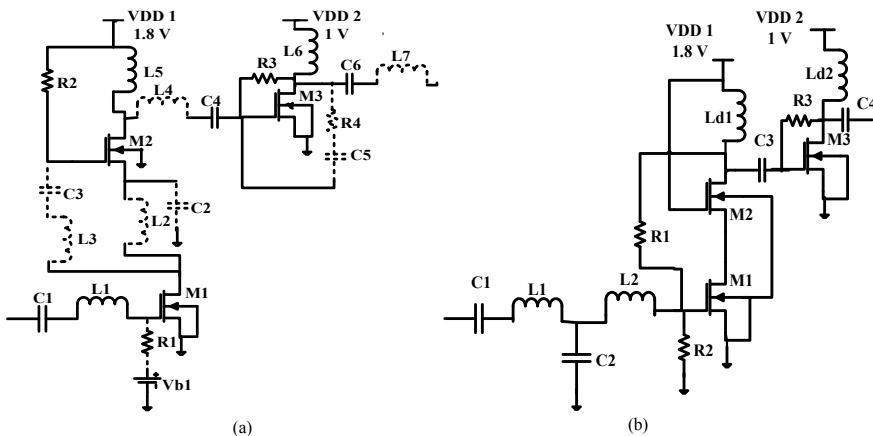 VDD 1
1.8 V
VDD 2
1 V
R2
L5
L4
C4
R3
L6
C6
L7
M3
R4
C5
M2
C3
L3
L2
C2
C1
L1
M1
R1
Vb1
(a)
VDD 1
1.8 V
VDD 2
1 V
Ld1
Ld2
R3
C3
C4
M3
M2
R1
C1
L1
L2
M1
C2
R2
(b)